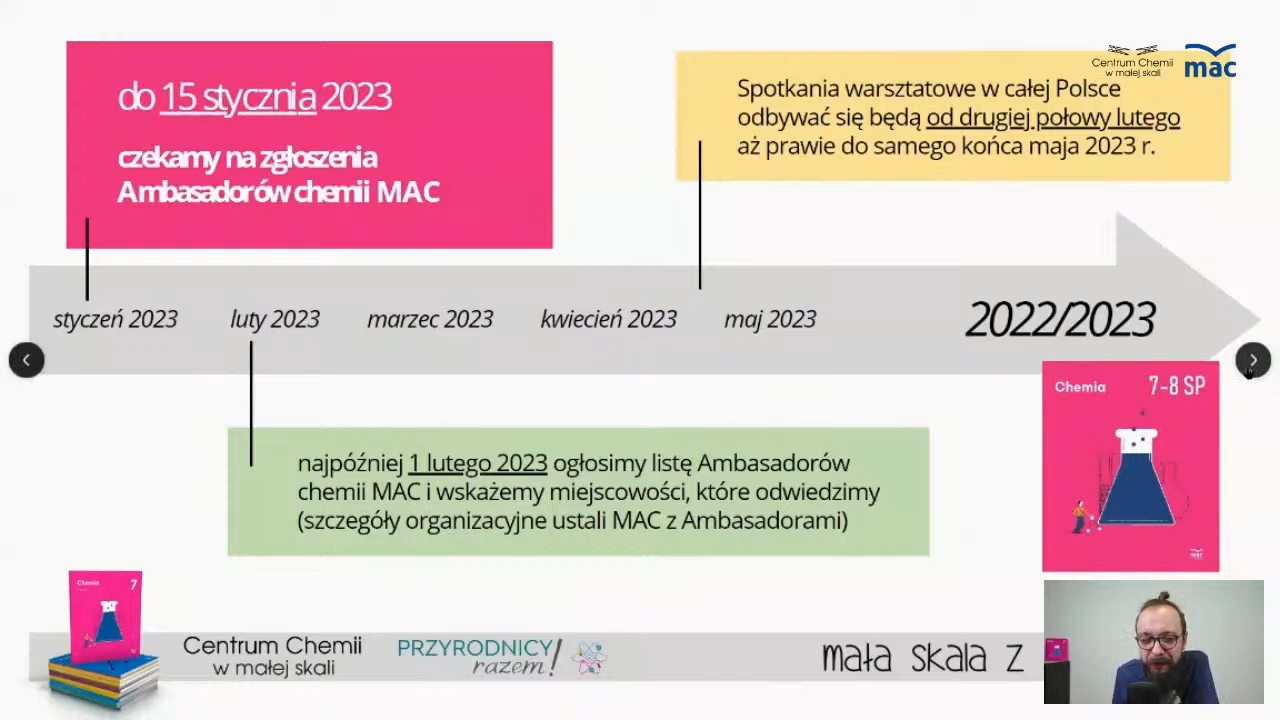 do 15 stycznia 2023
czekamy na zgłoszenia
Ambasadorów chemii MAC
Centrum Chemii
w małej skali
mac
Spotkania warsztatowe w całej Polsce
odbywać się będą od drugiej połowy lutego
aż prawie do samego końca maja 2023 r.
styczeń 2023
luty 2023
marzec 2023
kwiecień 2023
maj 2023
2022/2023
Chemia
7-8 SP
mac
najpóźniej 1 lutego 2023 ogłosimy listę Ambasadorów
chemii MAC i wskażemy miejscowości, które odwiedzimy
(szczegóły organizacyjne ustali MAC z Ambasadorami)
Chemia
7
Centrum Chemii
w małej skali
PRZYRODNICY
razem!
mała skala z